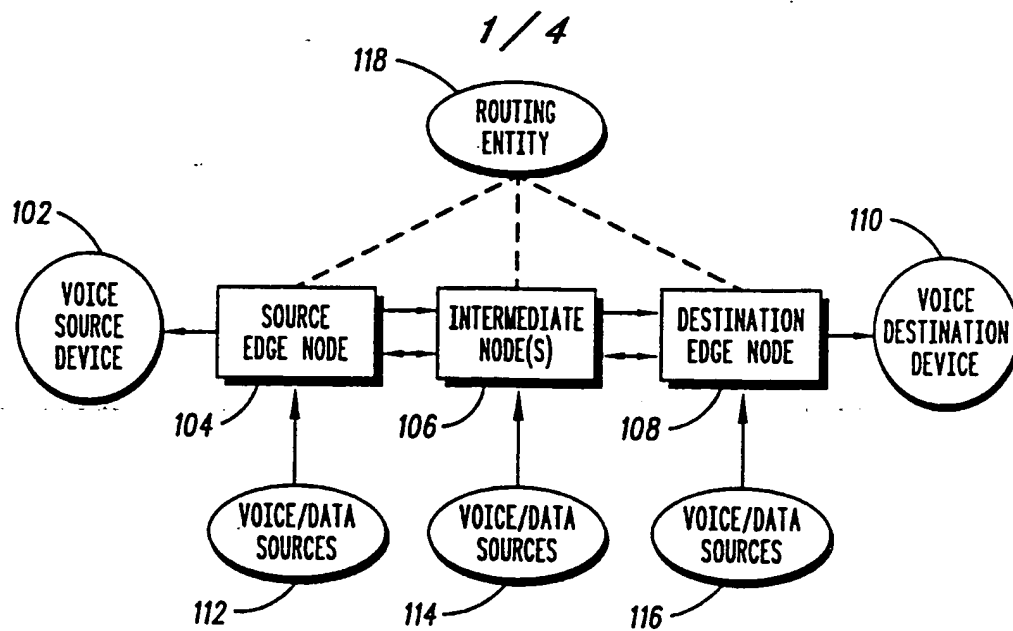 1/4
118
ROUTING
ENTITY
102
110
VOICE
SOURCE
DEVICE
SOURCE
EDGE NODE
INTERMEDIATE
NODE(S)
DESTINATION
EDGE NODE
VOICE
DESTINATION
DEVICE
104
106
108
VOICE/DATA
SOURCES
VOICE/DATA
SOURCES
VOICE/DATA
SOURCES
112
114
116